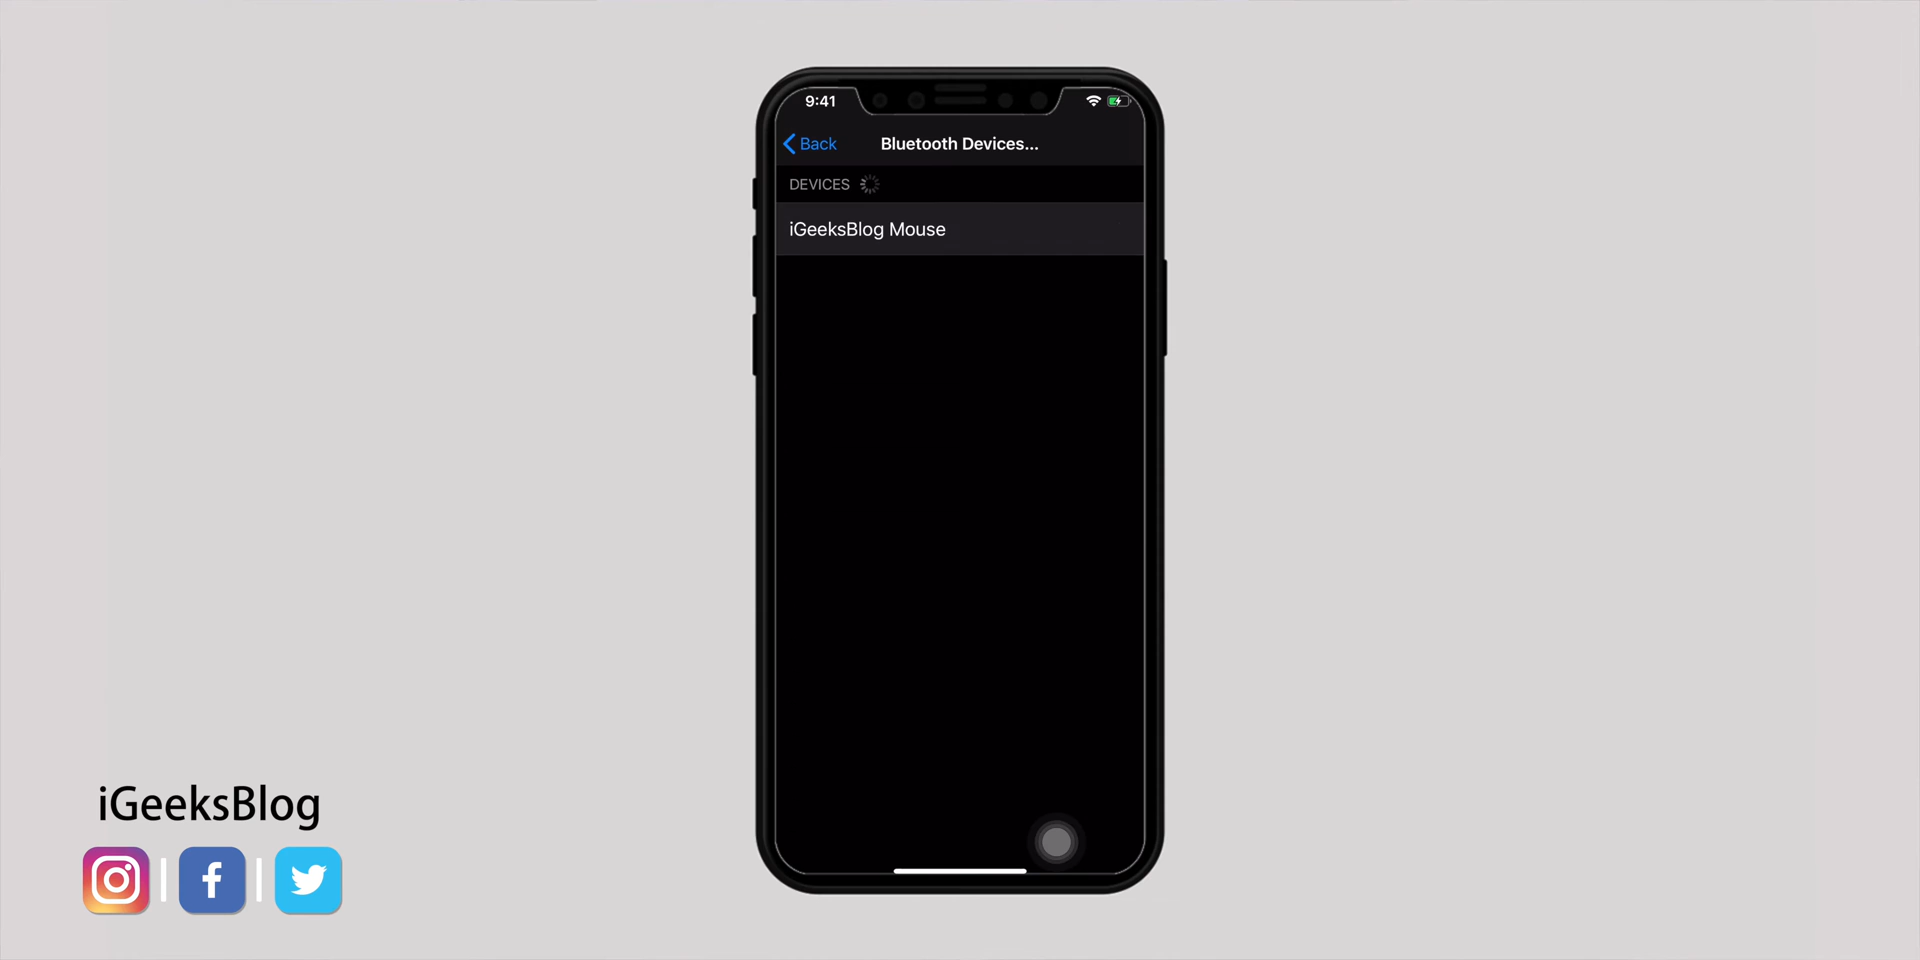 9:41
Back
Bluetooth Devices...
DEVICES
iGeeksBlog Mouse
iGeeksBlog